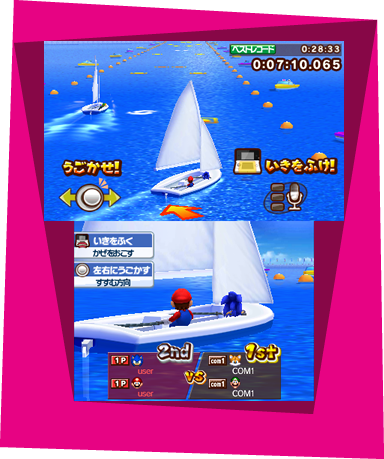 ベストレコード 0:28:33
0:07:10.065
うごかせ!
いきをふけ!
いきをふく
かぜをおこす
左右にうごかす
すすむ方向
2nd 1st
1P com1
user COM1
VS
1P com1
user COM1